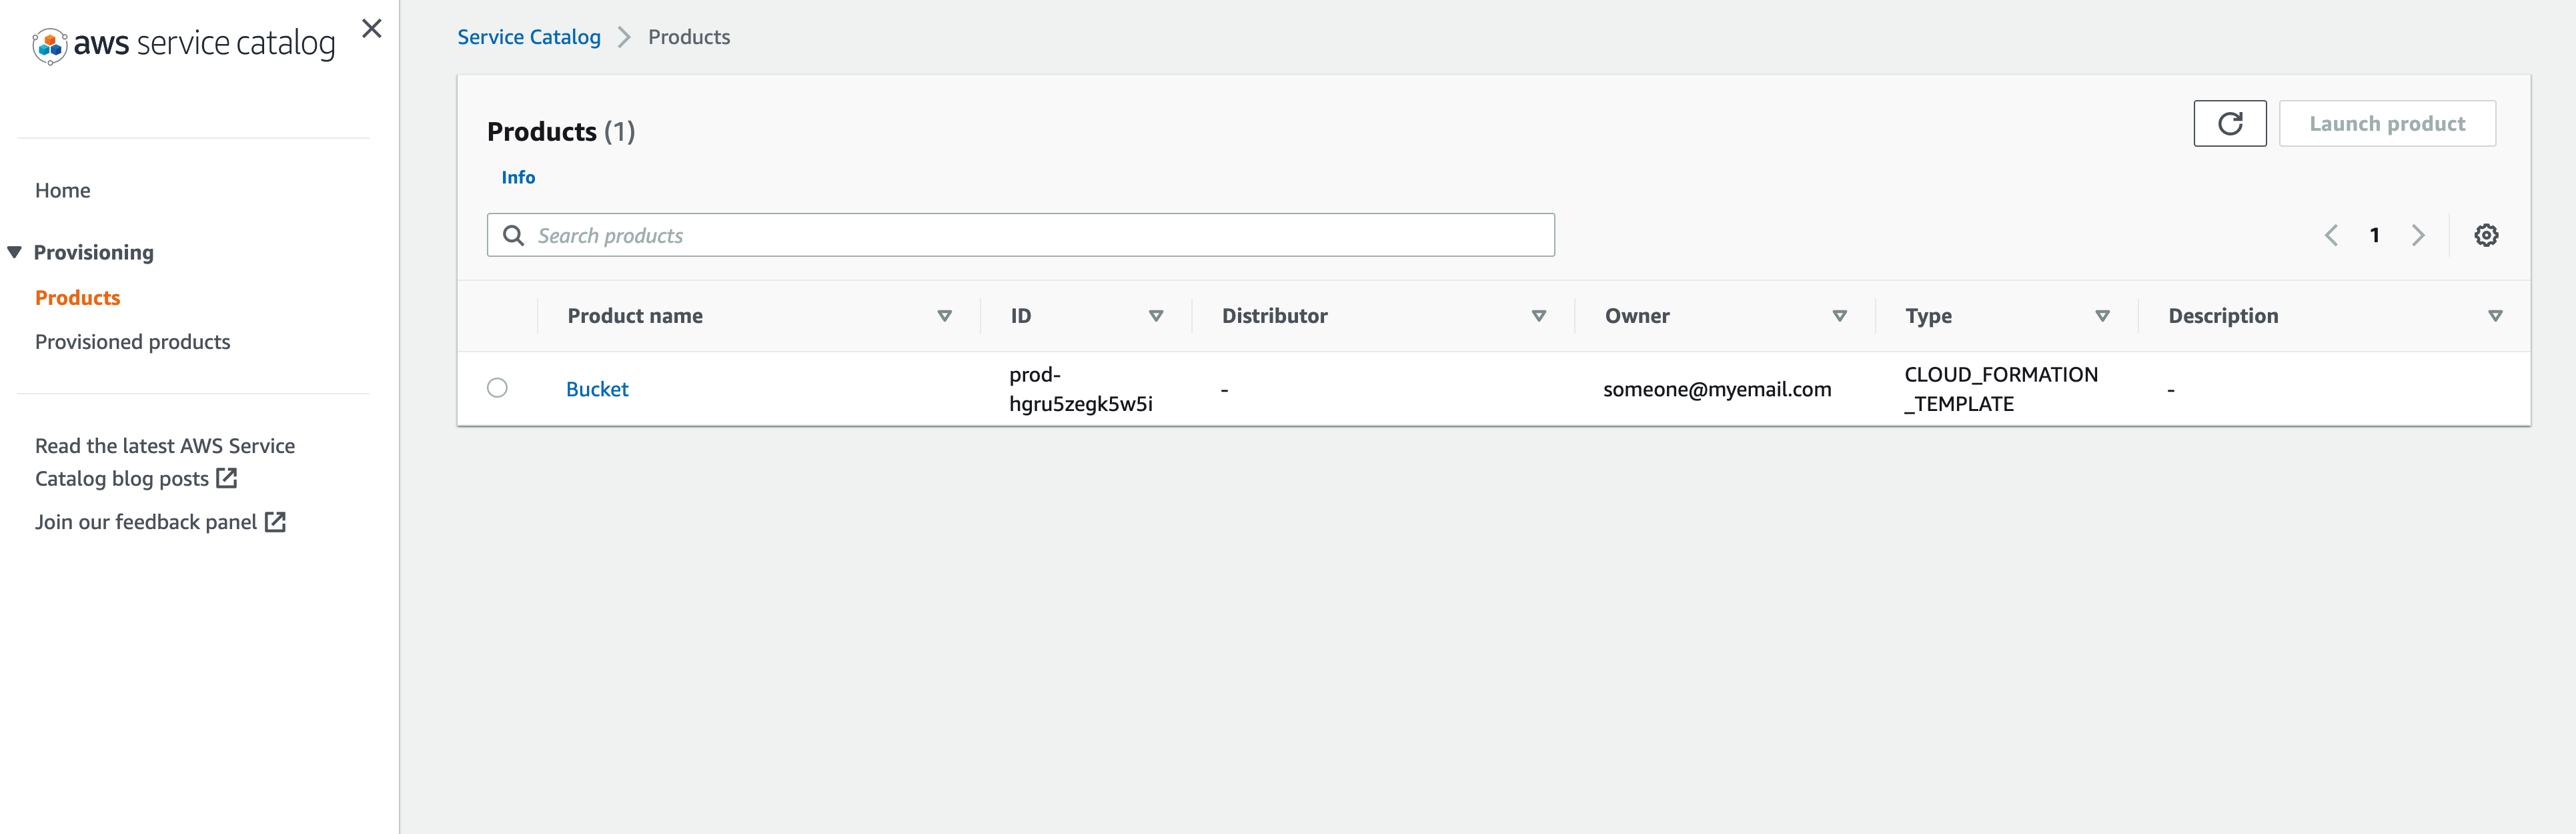 aws service catalog
Home
Provisioning
Products
Provisioned products
Read the latest AWS Service
Catalog blog posts
Join our feedback panel
Service Catalog > Products
Products (1)
Launch product
Info
Search products
1
Product name ID Distributor Owner Type Description
Bucket prod- - someone@myemail.com CLOUD_FORMATION -
hgru5zegk5w5i _TEMPLATE